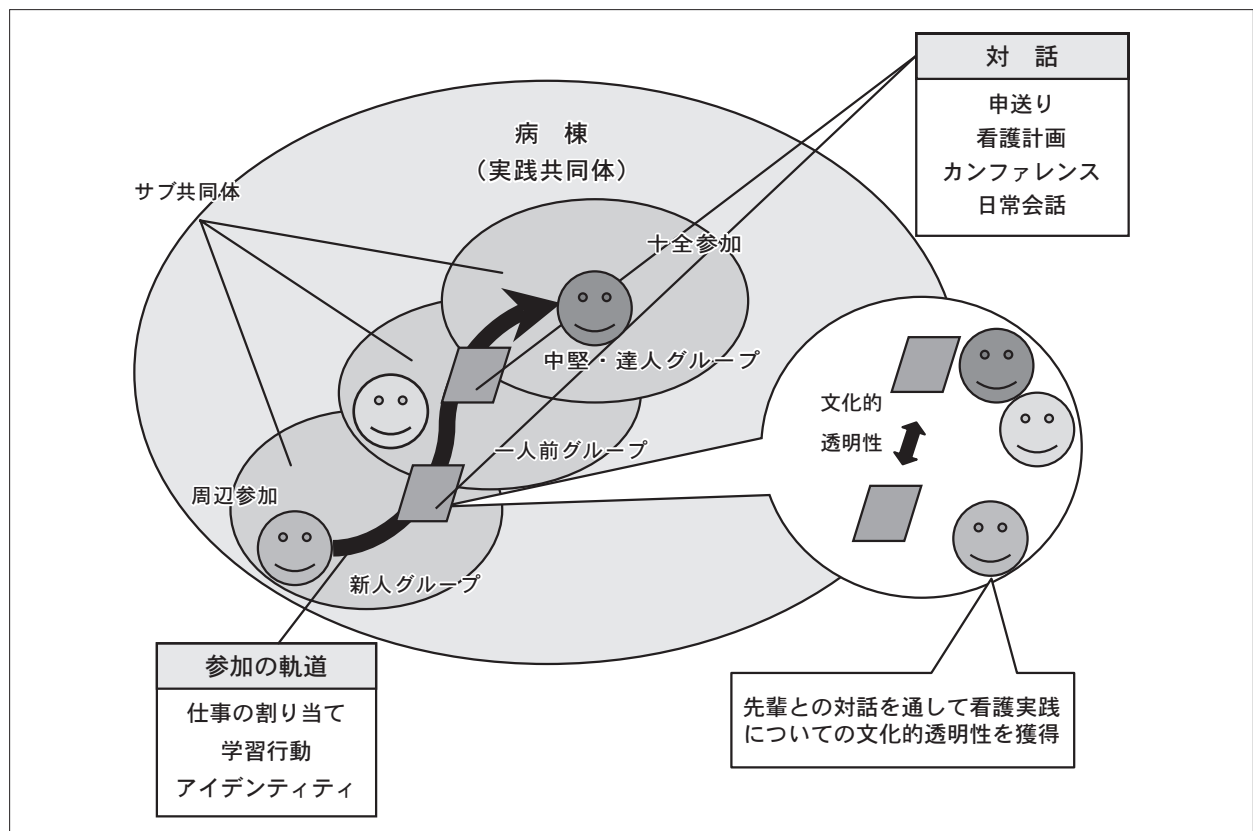 対　話
申送り
看護計画
カンファレンス
日常会話
病　棟
（実践共同体）
サブ共同体
十全参加
中堅・達人グループ
文化的
透明性
一人前グループ
周辺参加
新人グループ
参加の軌道
仕事の割り当て
学習行動
アイデンティティ
先輩との対話を通して看護実践
についての文化的透明性を獲得